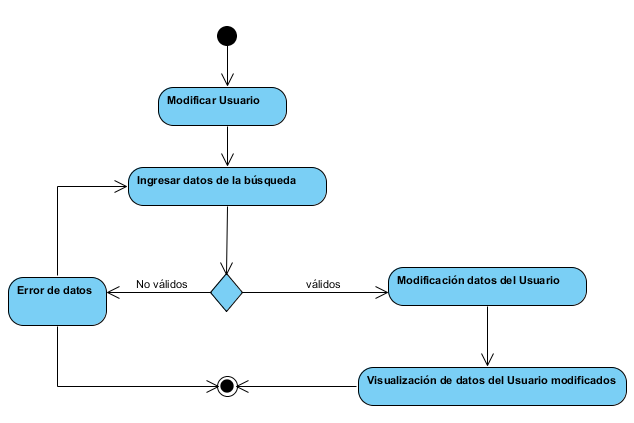 Modificar Usuario
Ingresar datos de la búsqueda
No válidos
válidos
Error de datos
Modificación datos del Usuario
Visualización de datos del Usuario modificados